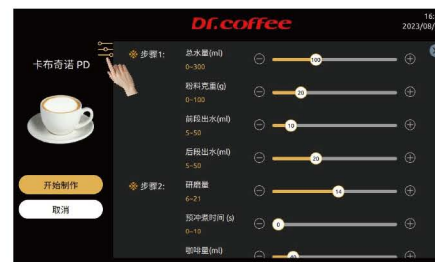 Dr.coffee
16:
2023/08/
卡布奇诺 PD
步骤1:
总水量(ml)
0~300
100
粉料克重(g)
0~100
20
前段出水(ml)
5~50
10
后段出水(ml)
5~50
20
开始制作
取消
步骤2:
研磨量
6~21
14
预冲煮时间 (s)
0~10
0
咖啡量(ml)